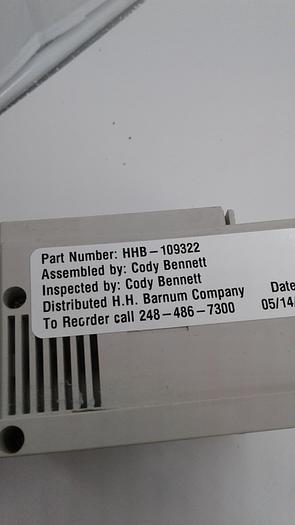 Part Number: HHB-109322
Assembled by: Cody Bennett
Inspected by: Cody Bennett
Distributed H.H. Barnum Company
To Reorder call 248-486-7300
Date
05/14/